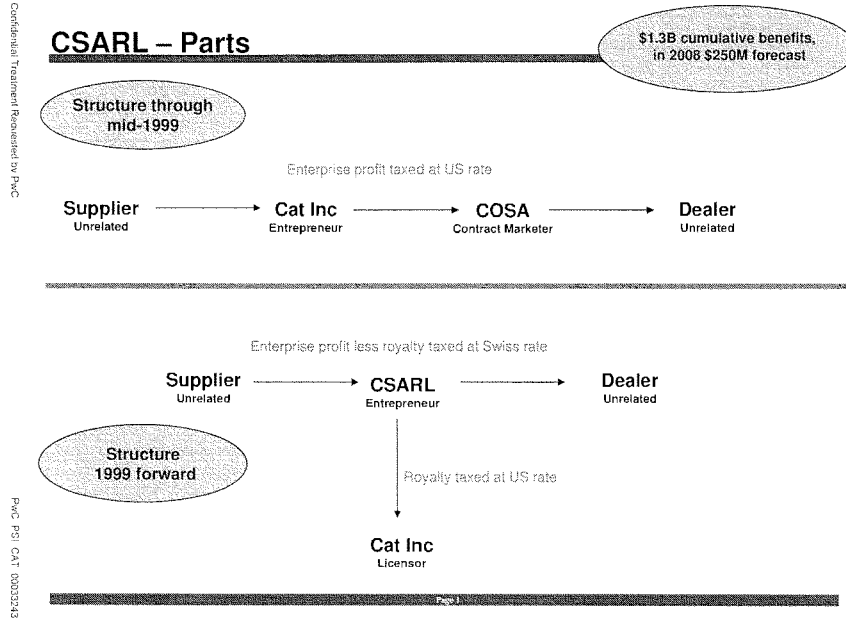 Confidential Treatment Requested by PwC
CSARL – Parts
$1.3B cumulative benefits,
in 2008 $250M forecast
Structure through
mid-1999
Enterprise profit taxed at US rate
Supplier
Unrelated
Cat Inc
Entrepreneur
COSA
Contract Marketer
Dealer
Unrelated
Enterprise profit less royalty taxed at Swiss rate
Supplier
Unrelated
CSARL
Entrepreneur
Dealer
Unrelated
Structure
1999 forward
Royalty taxed at US rate
Cat Inc
Licensor
Page 1
PwC PSI CAT 00033243